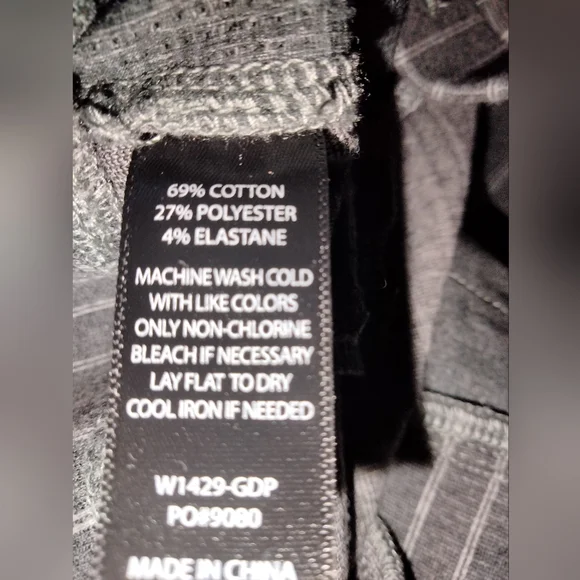 69% COTTON
27% POLYESTER
4% ELASTANE
MACHINE WASH COLD
WITH LIKE COLORS
ONLY NON-CHLORINE
BLEACH IF NECESSARY
LAY FLAT TO DRY
COOL IRON IF NEEDED
W1429-GDP
PO#9080
MADE IN CHINA